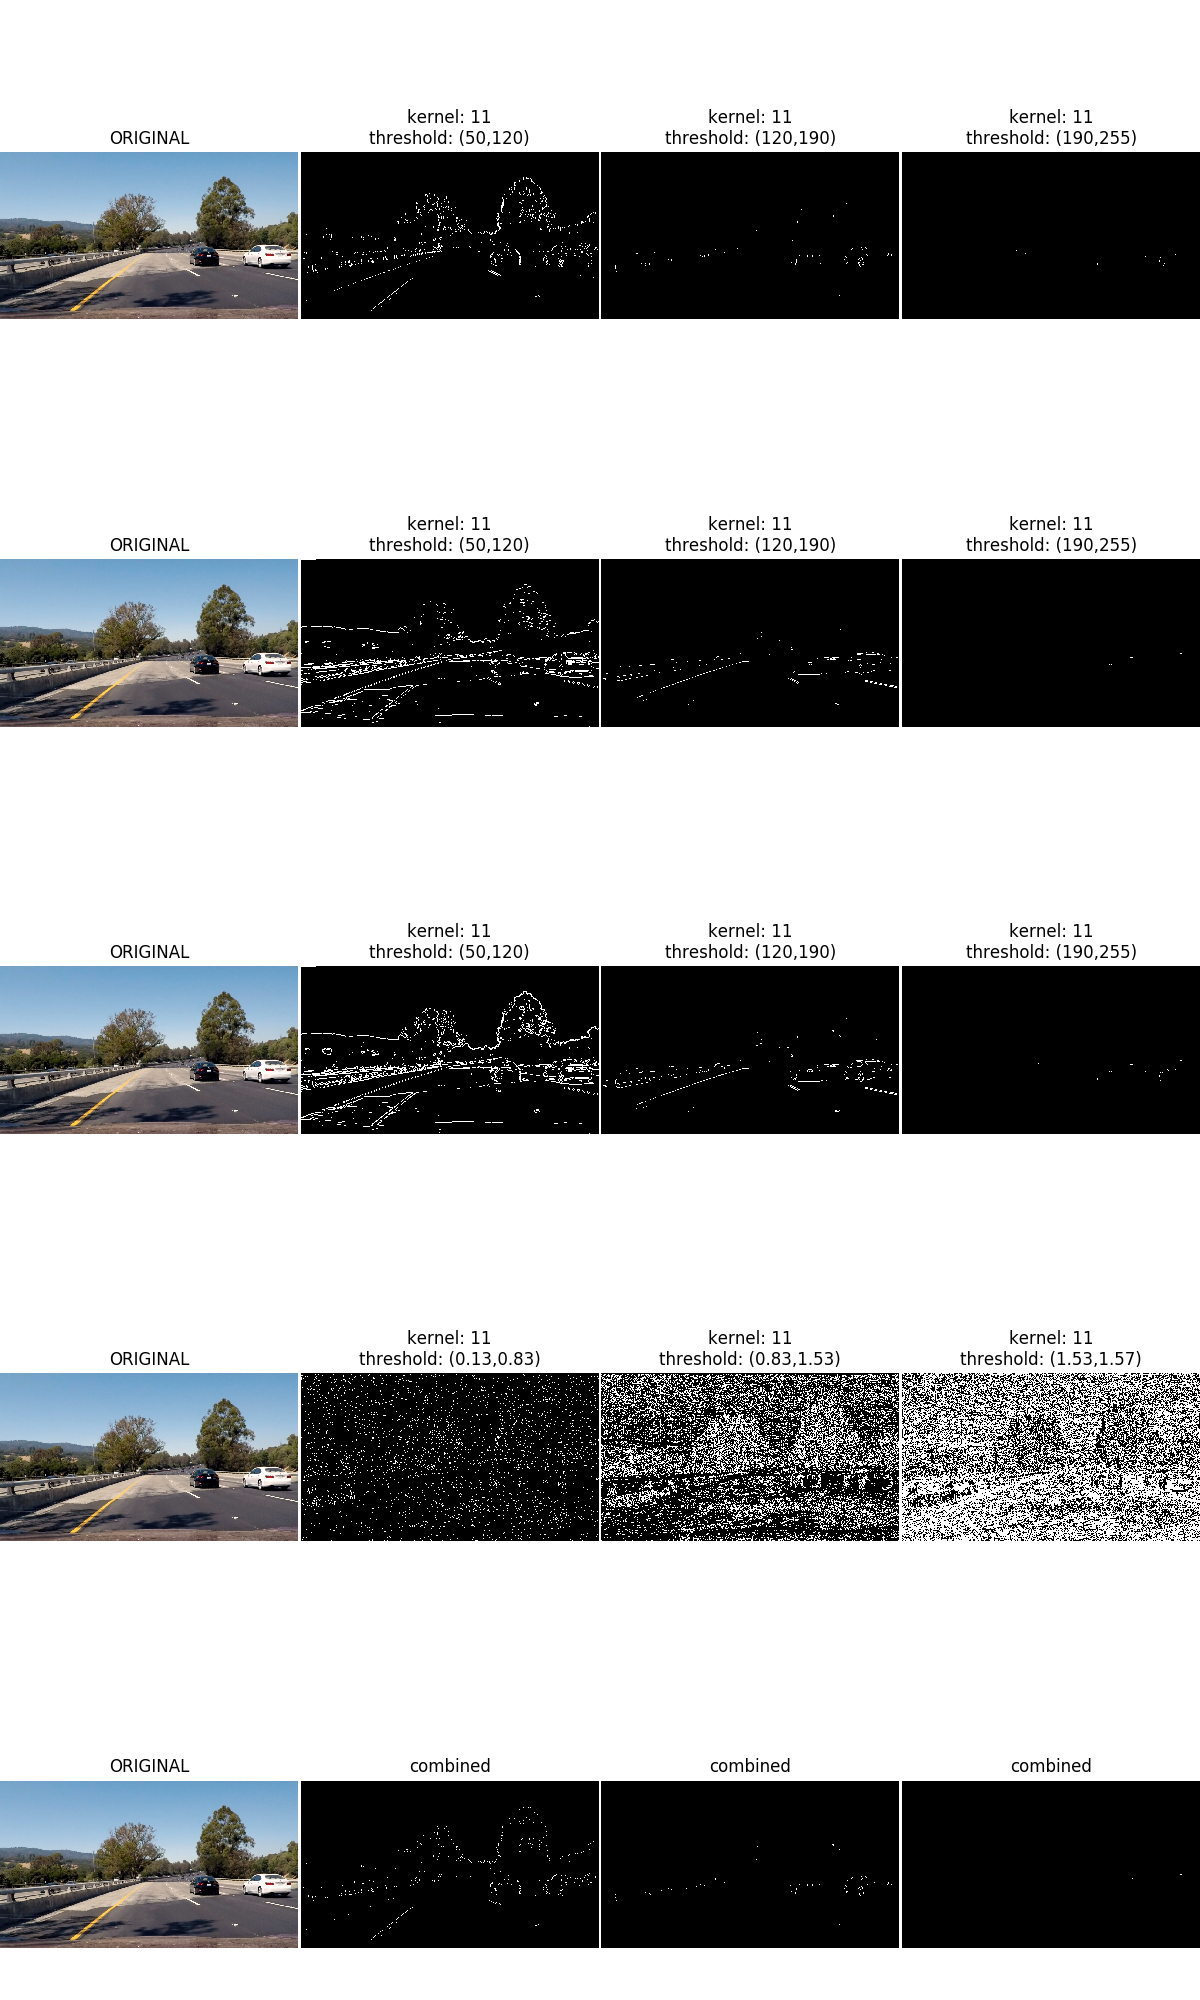 ORIGINAL
kernel: 11
threshold: (50,120)
kernel: 11
threshold: (120,190)
kernel: 11
threshold: (190,255)
ORIGINAL
kernel: 11
threshold: (50,120)
kernel: 11
threshold: (120,190)
kernel: 11
threshold: (190,255)
ORIGINAL
kernel: 11
threshold: (50,120)
kernel: 11
threshold: (120,190)
kernel: 11
threshold: (190,255)
ORIGINAL
kernel: 11
threshold: (0.13,0.83)
kernel: 11
threshold: (0.83,1.53)
kernel: 11
threshold: (1.53,1.57)
ORIGINAL
combined
combined
combined